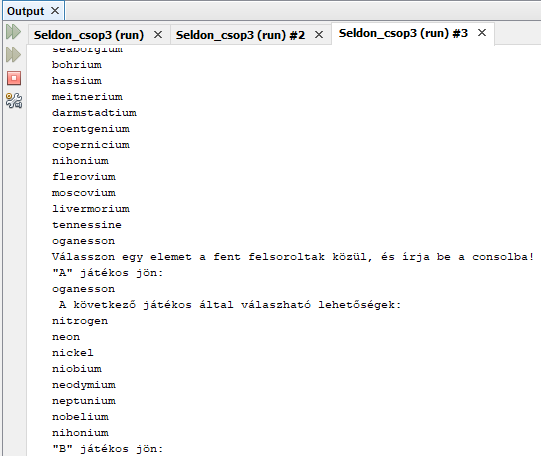 Output
Seldon_csop3 (run) Seldon_csop3 (run) #2 Seldon_csop3 (run) #3
seaborgium
bohrium
hassium
meitnerium
darmstadtium
roentgenium
copernicium
nihonium
flerovium
moscovium
livermorium
tennessine
oganesson
Válasszon egy elemet a fent felsoroltak közül, és írja be a consolba!
"A" játékos jön:
oganesson
A következő játékos által válaszható lehetőségek:
nitrogen
neon
nickel
niobium
neodymium
neptunium
nobelium
nihonium
"B" játékos jön: